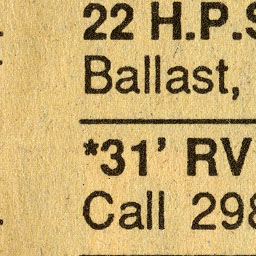 22 H.P.S
Ballast,
*31' RV
Call 298